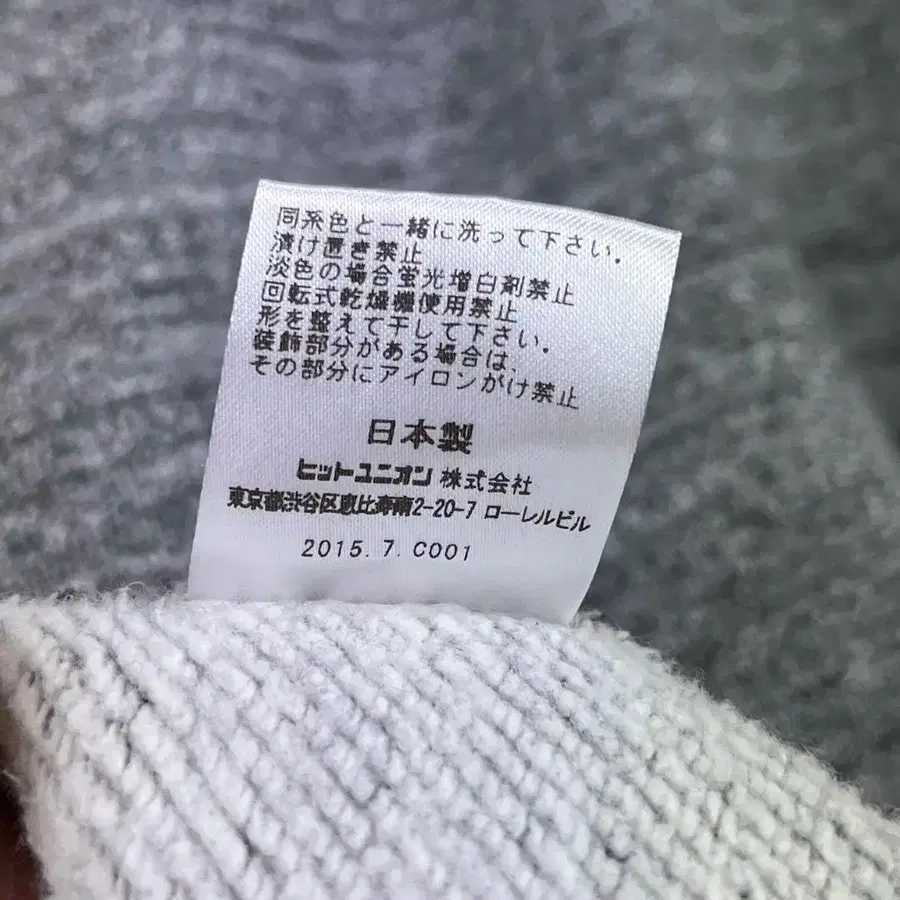 同系色と一緒に洗って下さい。
漬け置き禁止
淡色の場合蛍光増白剤禁止
回転式乾燥機使用禁止
形を整えて干して下さい。
装飾部分がある場合は、
その部分にアイロンがけ禁止
日本製
ヒットユニオン 株式会社
東京都渋谷区恵比寿南2-20-7 ローレルビル
2015. 7. C001